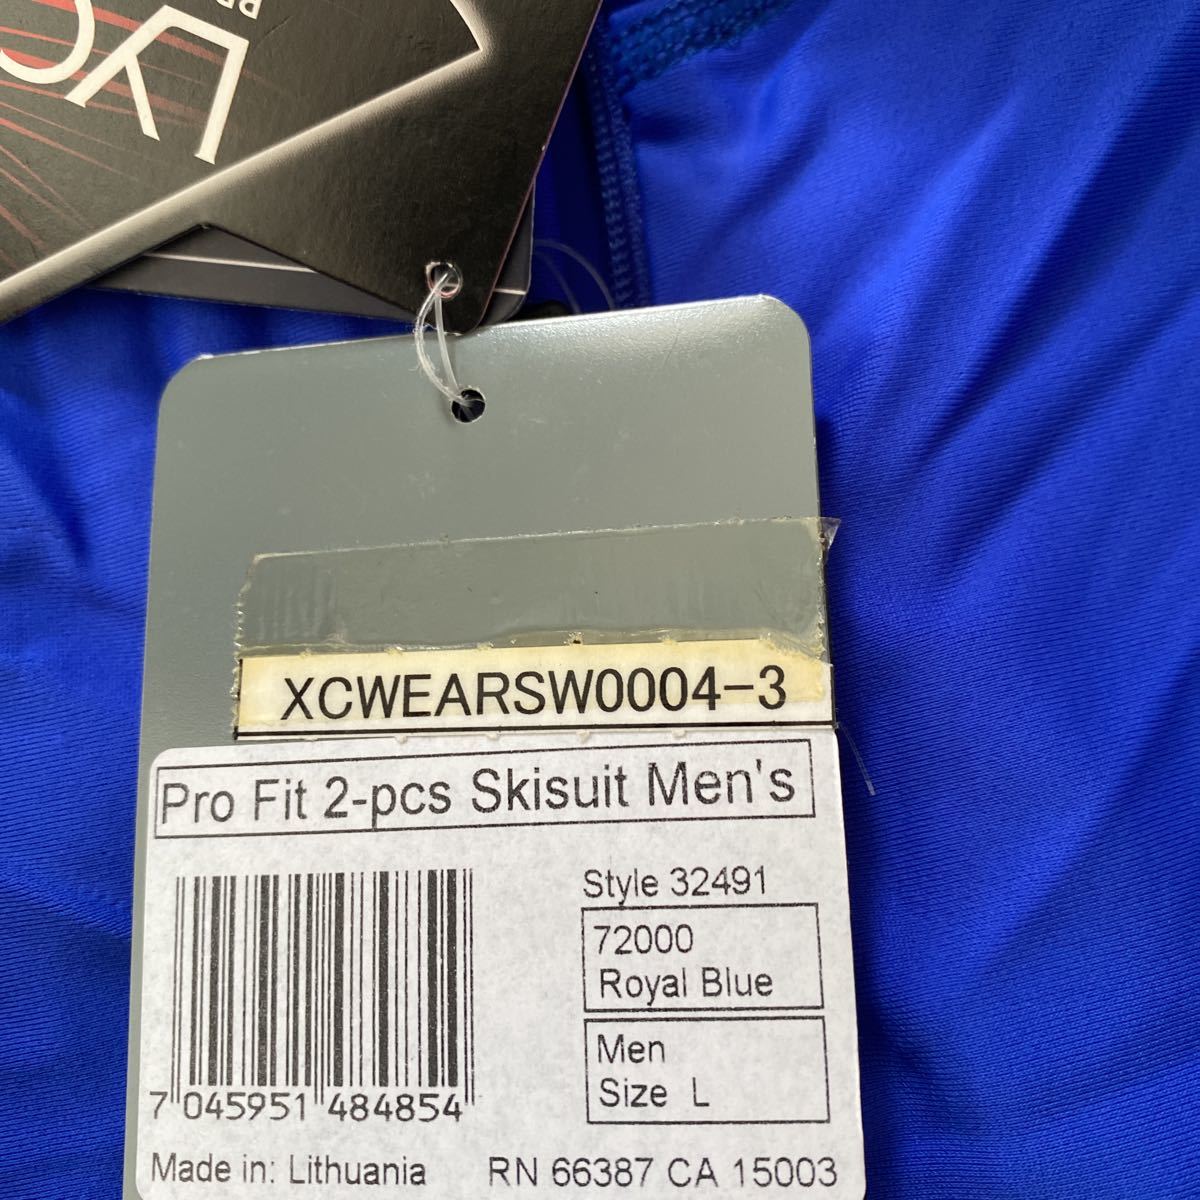 LYC
XCWEARSW0004-3
Pro Fit 2-pcs Skisuit Men's
Style 32491
72000
Royal Blue
Men
Size L
7 045951 484854
Made in: Lithuania RN 66387 CA 15003